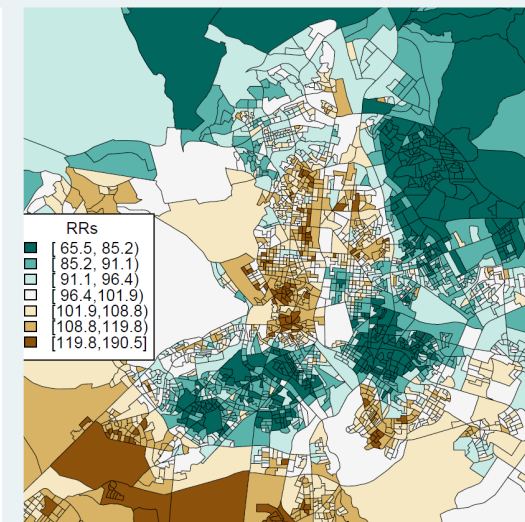 RRs
[ 65.5, 85.2)
[ 85.2, 91.1)
[ 91.1, 96.4)
[ 96.4,101.9)
[101.9,108.8)
[108.8,119.8)
[119.8,190.5]